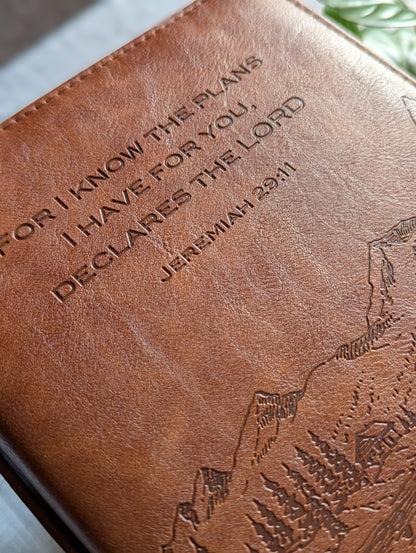 FOR I KNOW THE PLANS
I HAVE FOR YOU,
DECLARES THE LORD
JEREMIAH 29:11